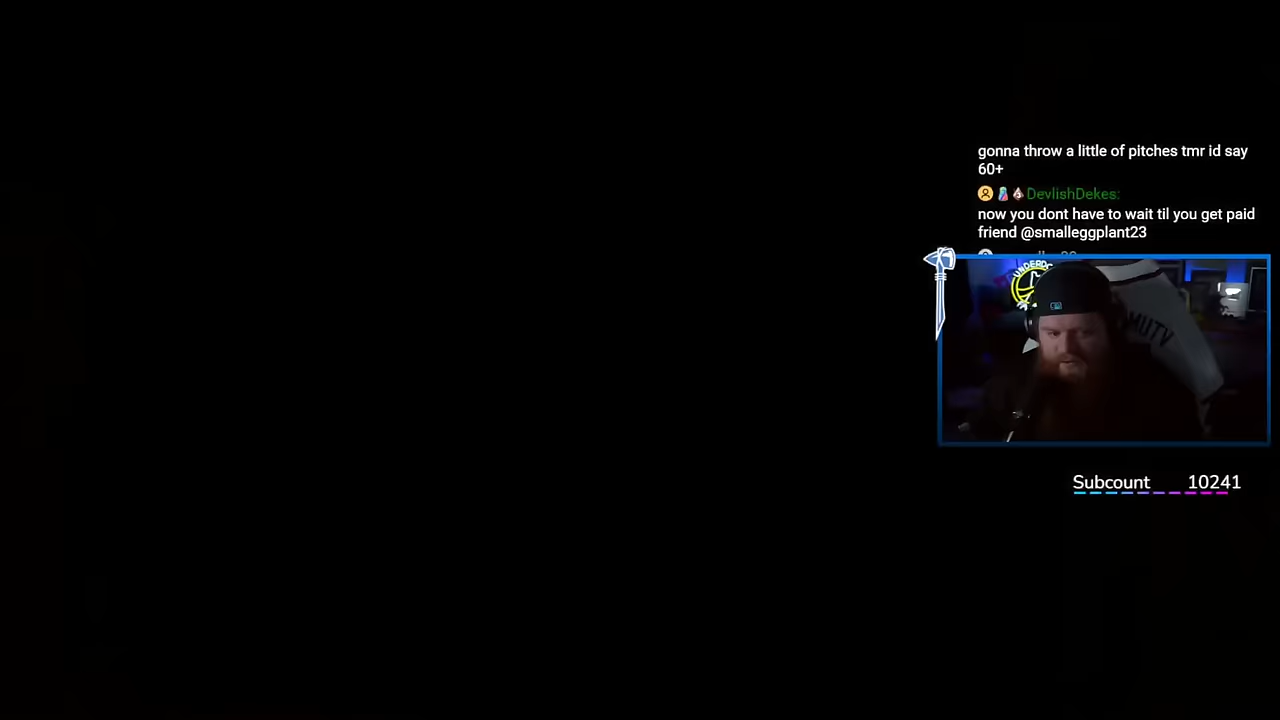 gonna throw a little of pitches tmr id say
60+
DevlishDekes:
now you dont have to wait til you get paid
friend @smalleggplant23
MUTV
Subcount 10241